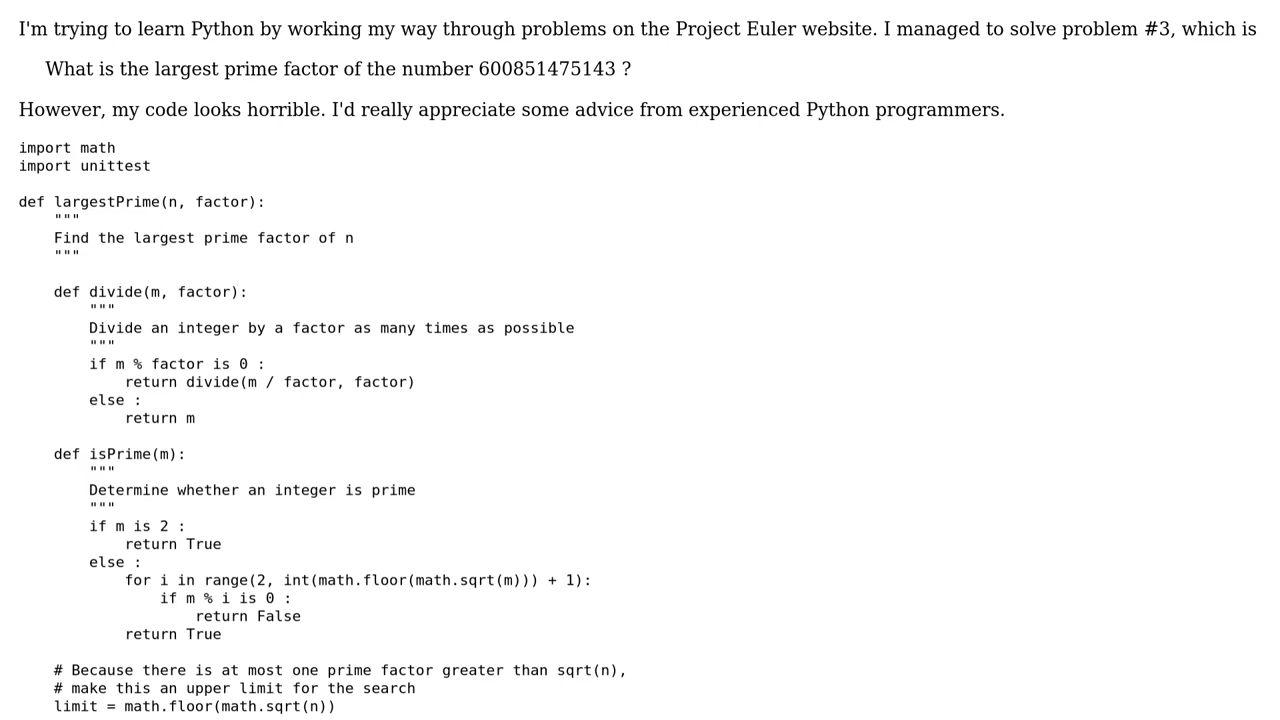 I'm trying to learn Python by working my way through problems on the Project Euler website. I managed to solve problem #3, which is
What is the largest prime factor of the number 600851475143 ?
However, my code looks horrible. I'd really appreciate some advice from experienced Python programmers.
import math
import unittest

def largestPrime(n, factor):
    """
    Find the largest prime factor of n
    """

    def divide(m, factor):
        """
        Divide an integer by a factor as many times as possible
        """
        if m % factor is 0 :
            return divide(m / factor, factor)
        else :
            return m

    def isPrime(m):
        """
        Determine whether an integer is prime
        """
        if m is 2 :
            return True
        else :
            for i in range(2, int(math.floor(math.sqrt(m))) + 1):
                if m % i is 0 :
                    return False
            return True

    # Because there is at most one prime factor greater than sqrt(n),
    # make this an upper limit for the search
    limit = math.floor(math.sqrt(n))